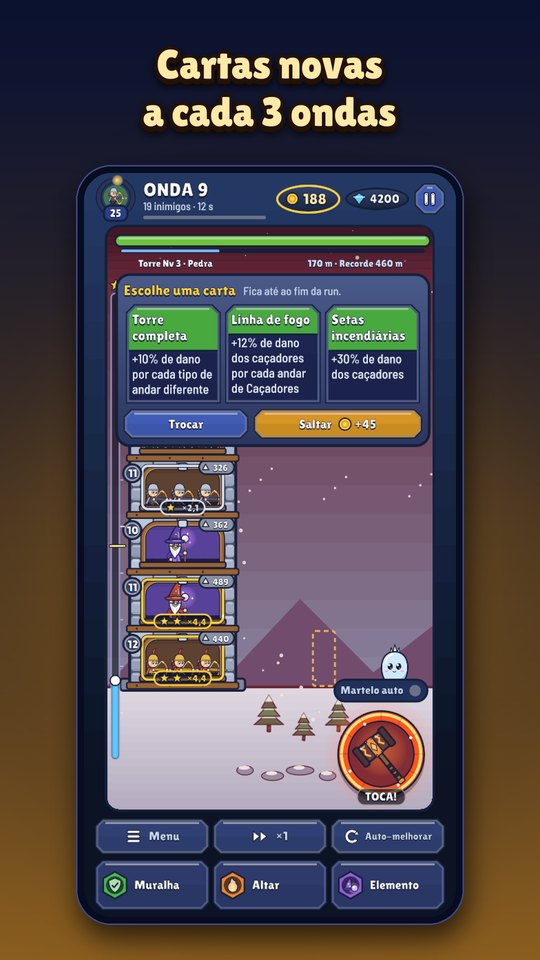 Cartas novas
a cada 3 ondas
ONDA 9
19 inimigos · 12 s
25
188
4200
Torre Nv 3 · Pedra
170 m · Recorde 460 m
Escolhe uma carta
Fica até ao fim da run.
Torre
completa
+10% de dano
por cada tipo de
andar diferente
Linha de fogo
+12% de dano
dos caçadores
por cada andar
de Caçadores
Setas
incendiárias
+30% de dano
dos caçadores
Trocar
Saltar +45
11
326
×2,1
10
362
11
489
×4,4
12
440
×4,4
Martelo auto
TOCA!
Menu
×1
Auto-melhorar
Muralha
Altar
Elemento